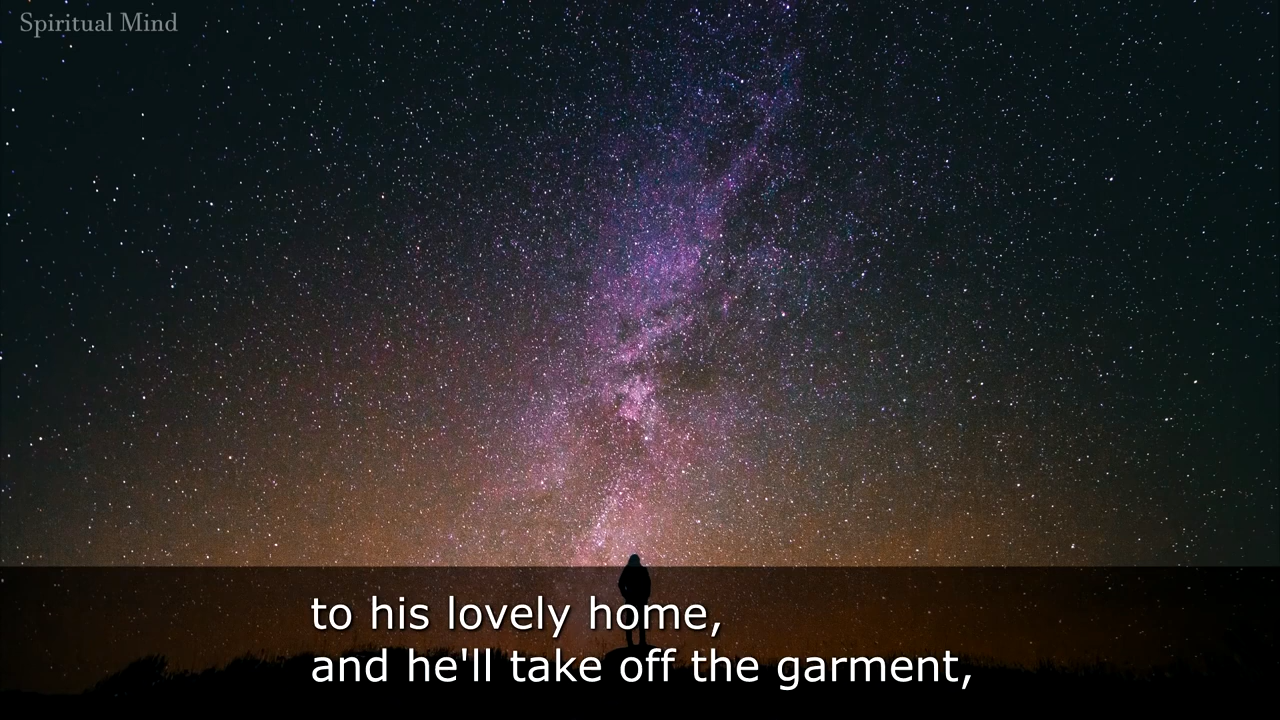 Spiritual Mind
to his lovely home,
and he'll take off the garment,